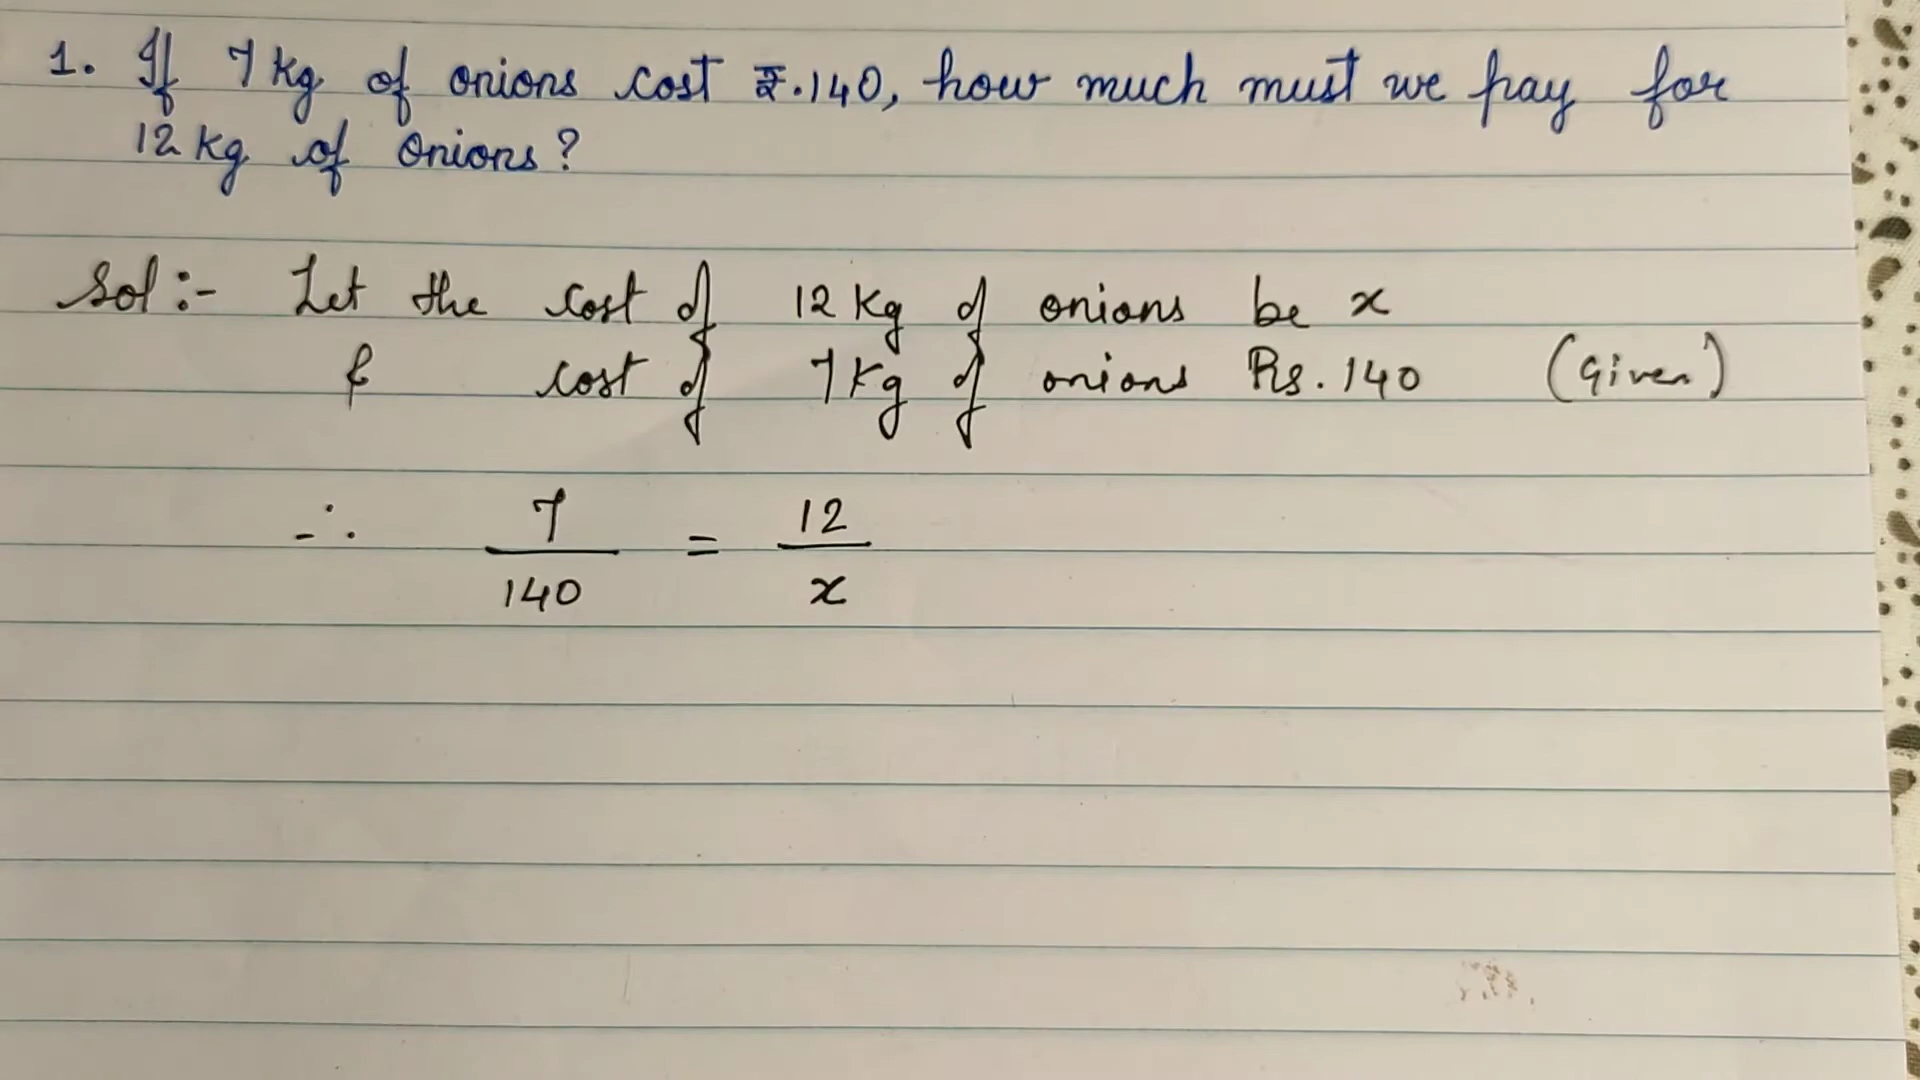 1. If 7 kg of onions cost ₹.140, how much must we pay for
12 kg of onions?
Sol :- Let the cost of 12 kg of onions be x
& cost of 7 kg of onions Rs. 140 (Given)
∴ 7/140 = 12/x